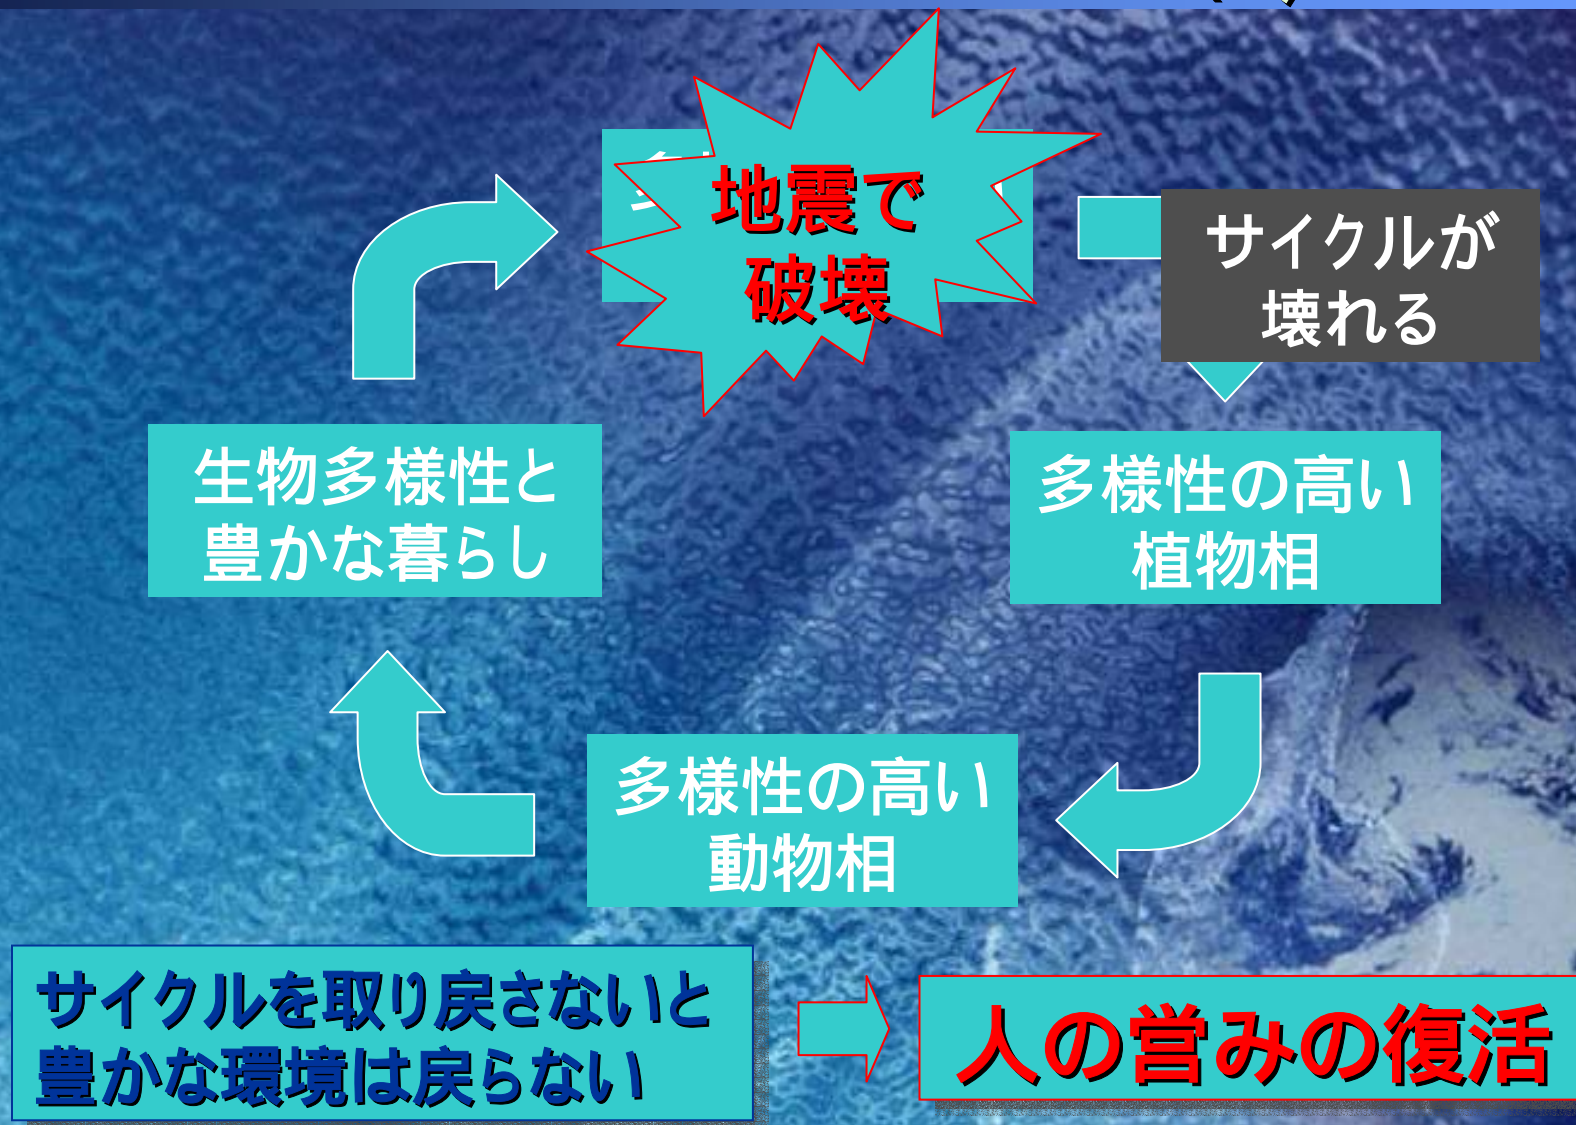 地震で
破壊
サイクルが
壊れる
生物多様性と
豊かな暮らし
多様性の高い
植物相
多様性の高い
動物相
サイクルを取り戻さないと
豊かな環境は戻らない
人の営みの復活